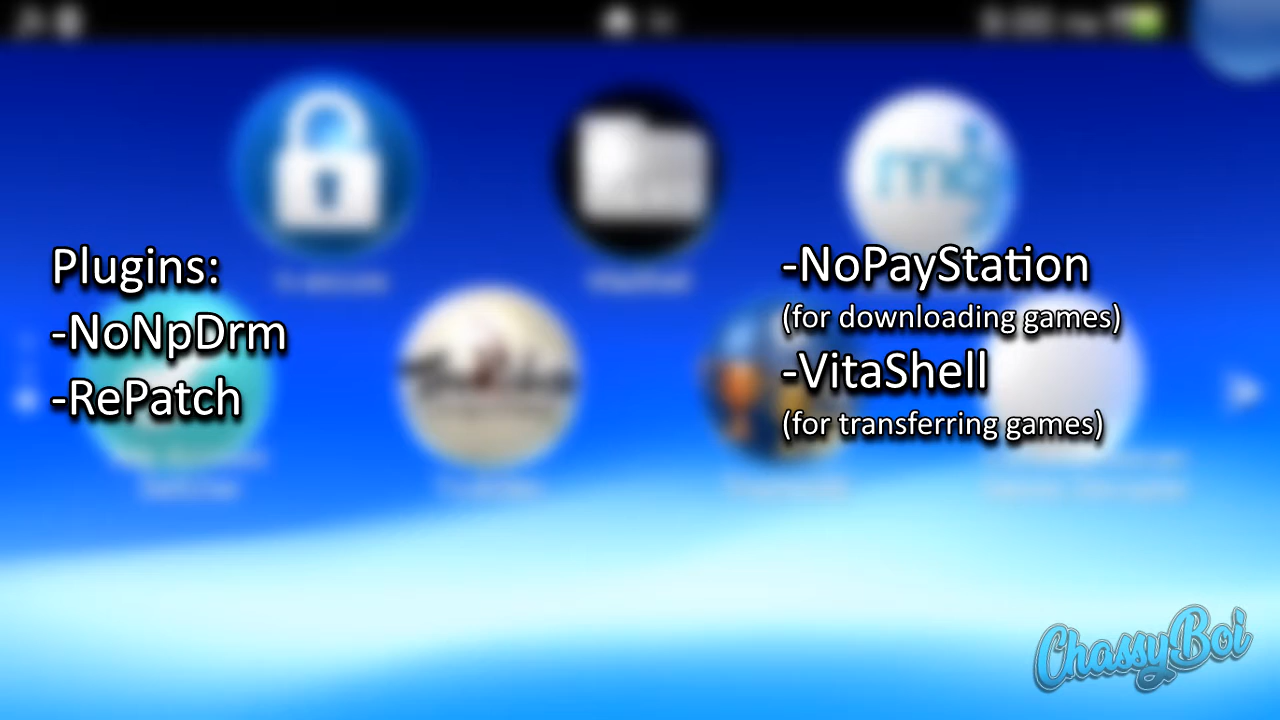 Plugins:
-NoNpDrm
-RePatch
-NoPayStation
(for downloading games)
-VitaShell
(for transferring games)
ChassyBoi